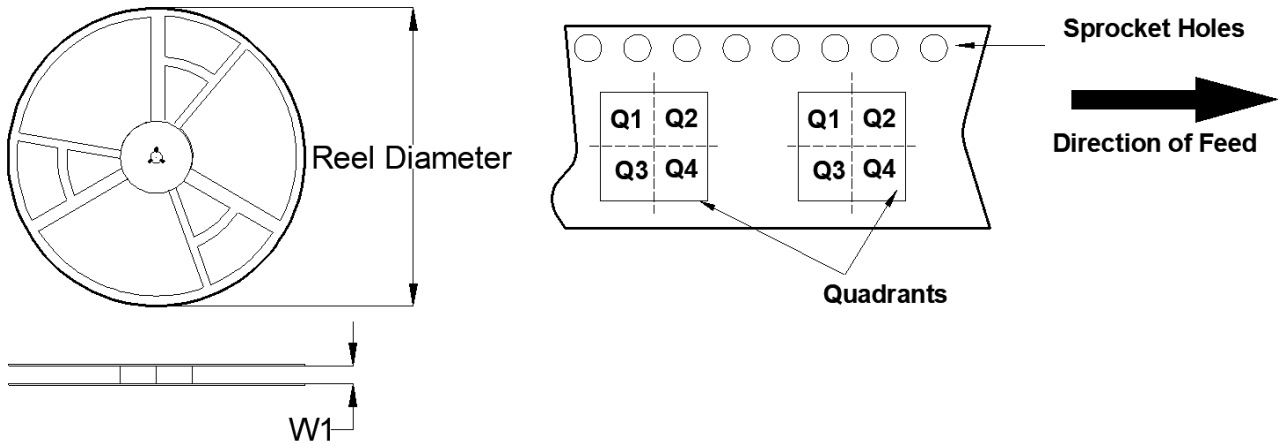 Reel Diameter
W1
Sprocket Holes
Q1 Q2 Q1 Q2
Q3 Q4 Q3 Q4
Direction of Feed
Quadrants